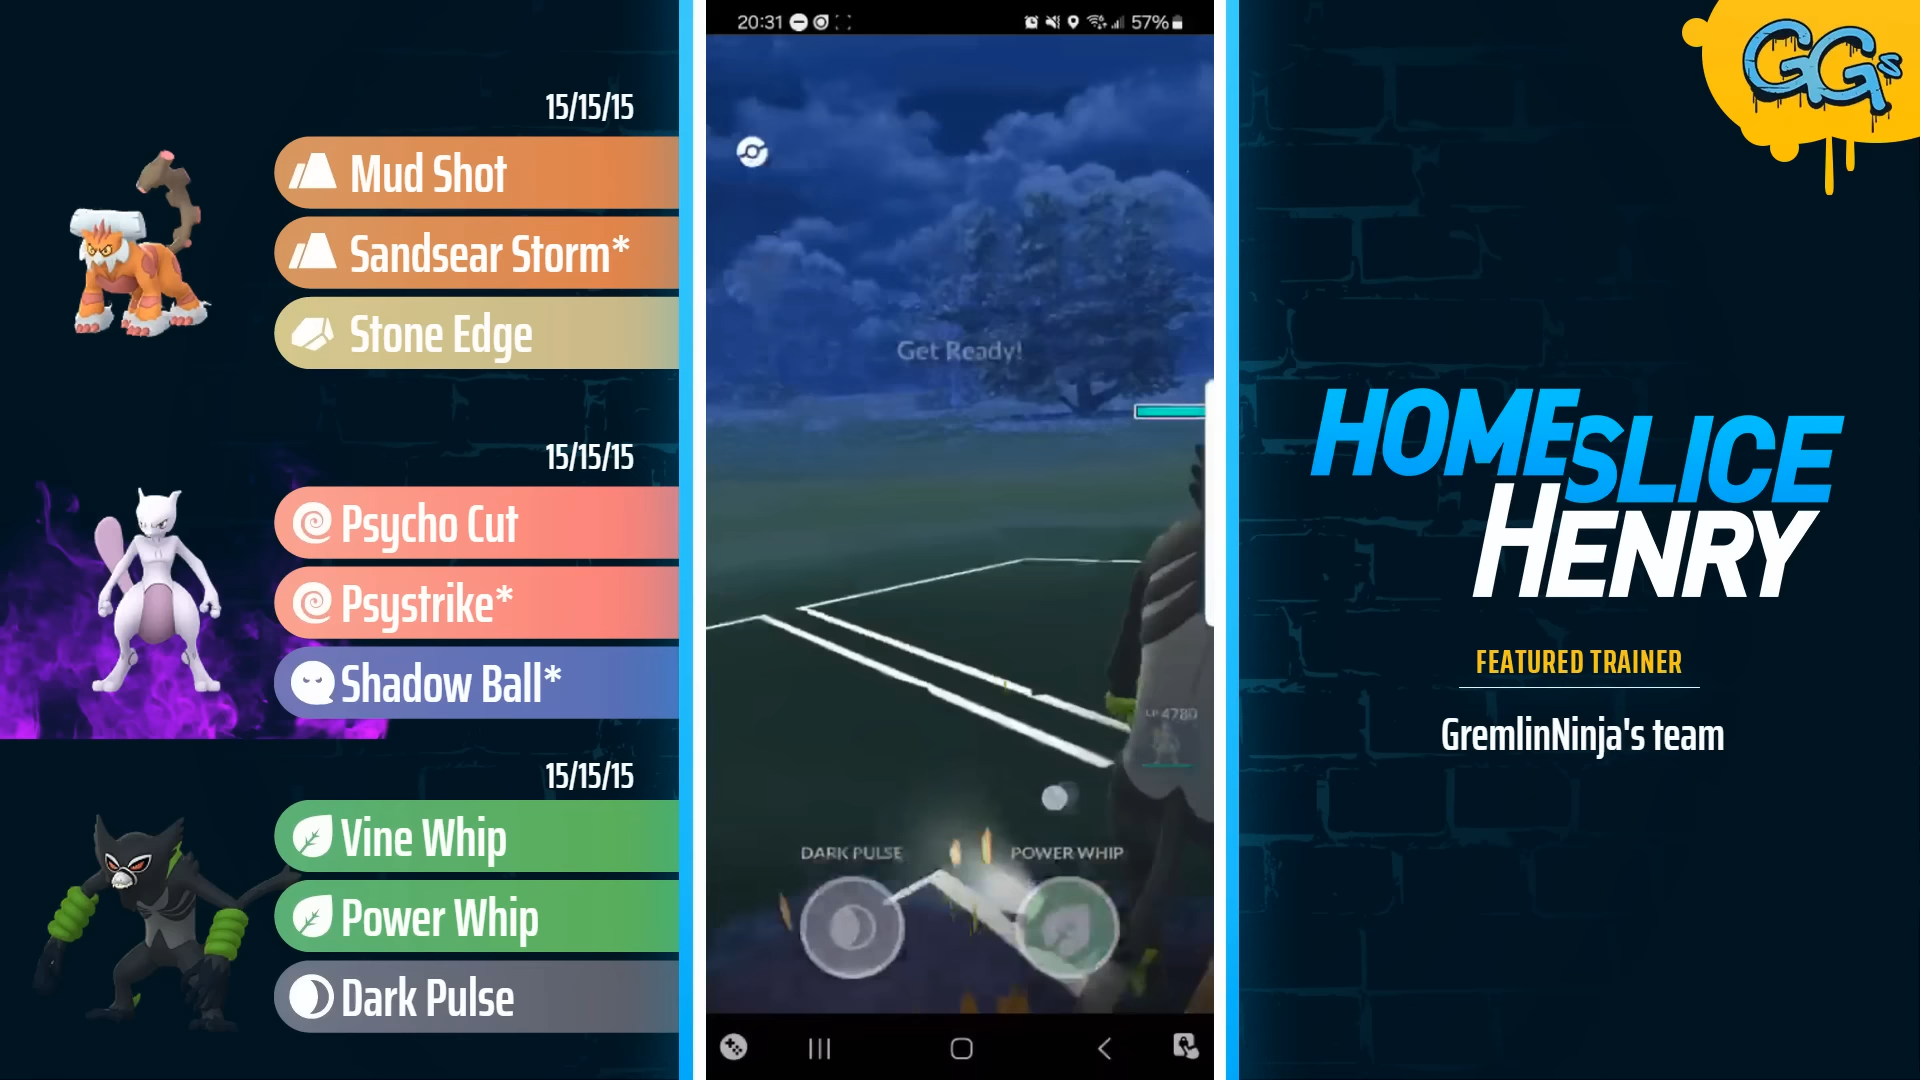 15/15/15
Mud Shot
Sandsear Storm*
Stone Edge
15/15/15
Psycho Cut
Psystrike*
Shadow Ball*
15/15/15
Vine Whip
Power Whip
Dark Pulse
20:31
57%
Get Ready!
4780
DARK PULSE
POWER WHIP
GGs
HOMESLICE
HENRY
FEATURED TRAINER
GremlinNinja's team